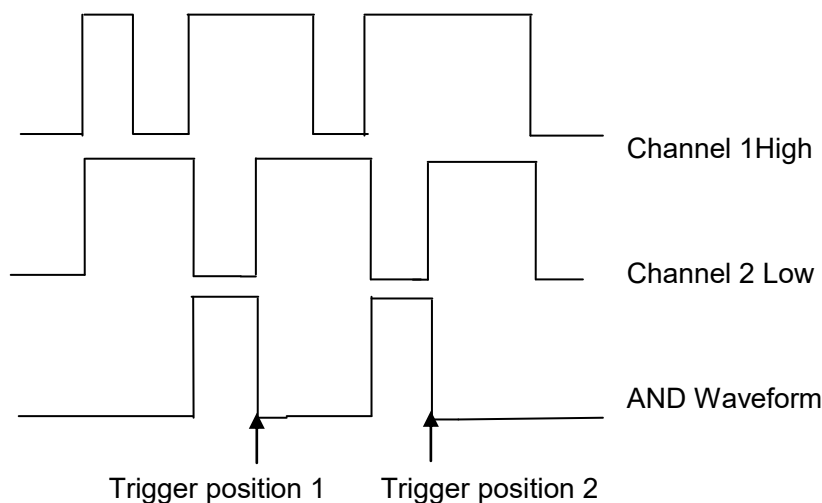 Channel 1High
Channel 2 Low
AND Waveform
Trigger position 1
Trigger position 2